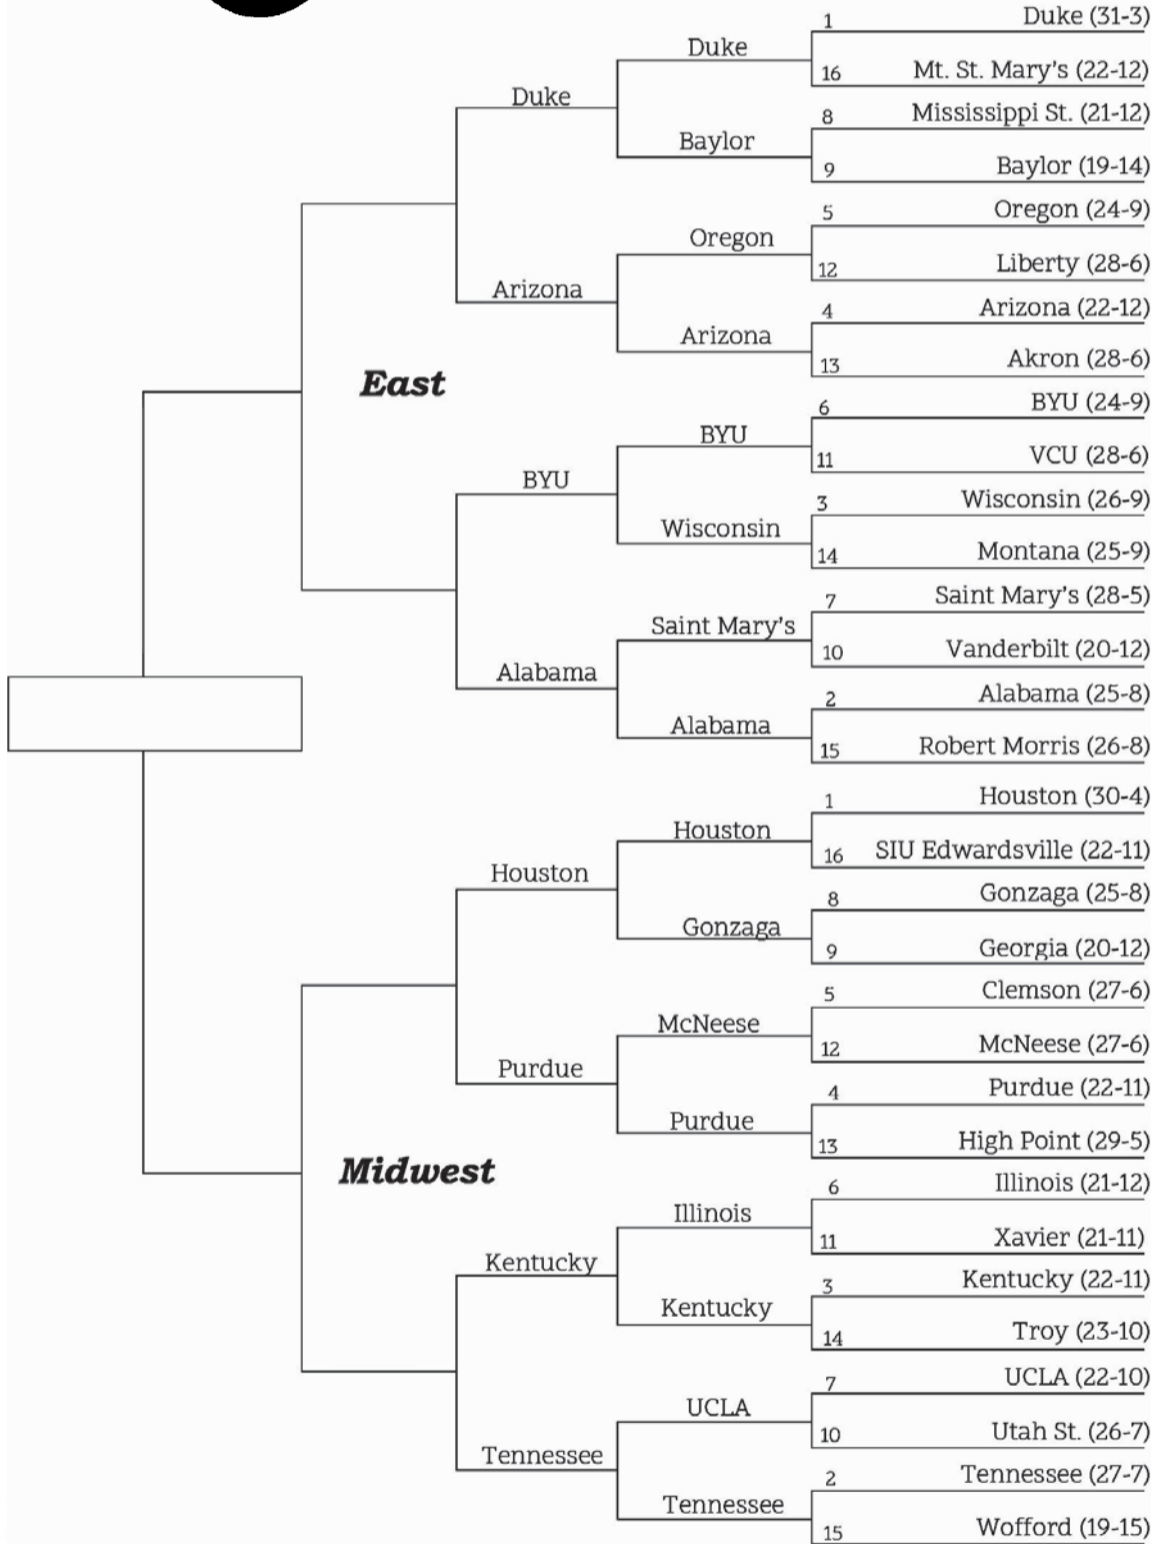 1 Duke (31-3)
Duke
16 Mt. St. Mary's (22-12)
Duke
8 Mississippi St. (21-12)
Baylor
9 Baylor (19-14)
5 Oregon (24-9)
Oregon
12 Liberty (28-6)
Arizona
4 Arizona (22-12)
Arizona
13 Akron (28-6)
East
6 BYU (24-9)
BYU
11 VCU (28-6)
BYU
3 Wisconsin (26-9)
Wisconsin
14 Montana (25-9)
7 Saint Mary's (28-5)
Saint Mary's
10 Vanderbilt (20-12)
Alabama
2 Alabama (25-8)
Alabama
15 Robert Morris (26-8)
1 Houston (30-4)
Houston
16 SIU Edwardsville (22-11)
Houston
8 Gonzaga (25-8)
Gonzaga
9 Georgia (20-12)
5 Clemson (27-6)
McNeese
12 McNeese (27-6)
Purdue
4 Purdue (22-11)
Purdue
13 High Point (29-5)
Midwest
6 Illinois (21-12)
Illinois
11 Xavier (21-11)
Kentucky
3 Kentucky (22-11)
Kentucky
14 Troy (23-10)
7 UCLA (22-10)
UCLA
10 Utah St. (26-7)
Tennessee
2 Tennessee (27-7)
Tennessee
15 Wofford (19-15)